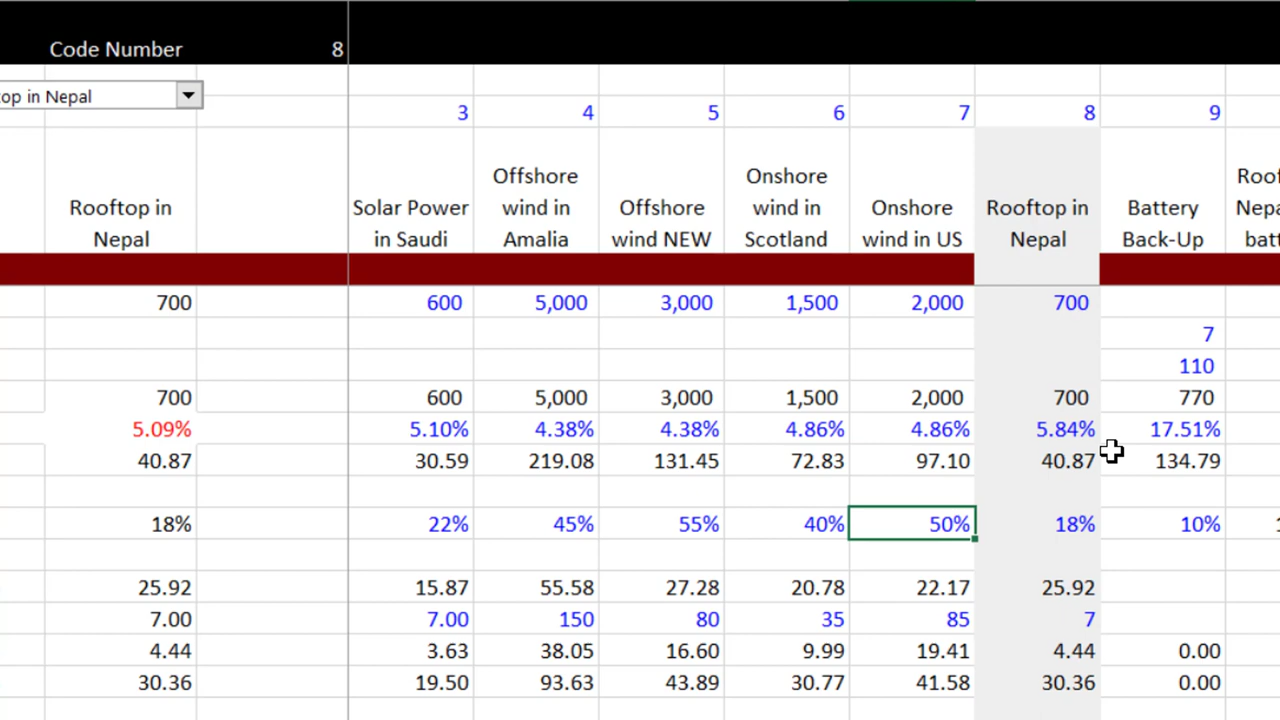 Code Number 8
op in Nepal
3 4 5 6 7 8 9
Rooftop in Nepal
Solar Power in Saudi
Offshore wind in Amalia
Offshore wind NEW
Onshore wind in Scotland
Onshore wind in US
Rooftop in Nepal
Battery Back-Up
700 600 5,000 3,000 1,500 2,000 700
7
110
700 600 5,000 3,000 1,500 2,000 700 770
5.09% 5.10% 4.38% 4.38% 4.86% 4.86% 5.84% 17.51%
40.87 30.59 219.08 131.45 72.83 97.10 40.87 134.79
18% 22% 45% 55% 40% 50% 18% 10%
25.92 15.87 55.58 27.28 20.78 22.17 25.92
7.00 7.00 150 80 35 85 7
4.44 3.63 38.05 16.60 9.99 19.41 4.44 0.00
30.36 19.50 93.63 43.89 30.77 41.58 30.36 0.00